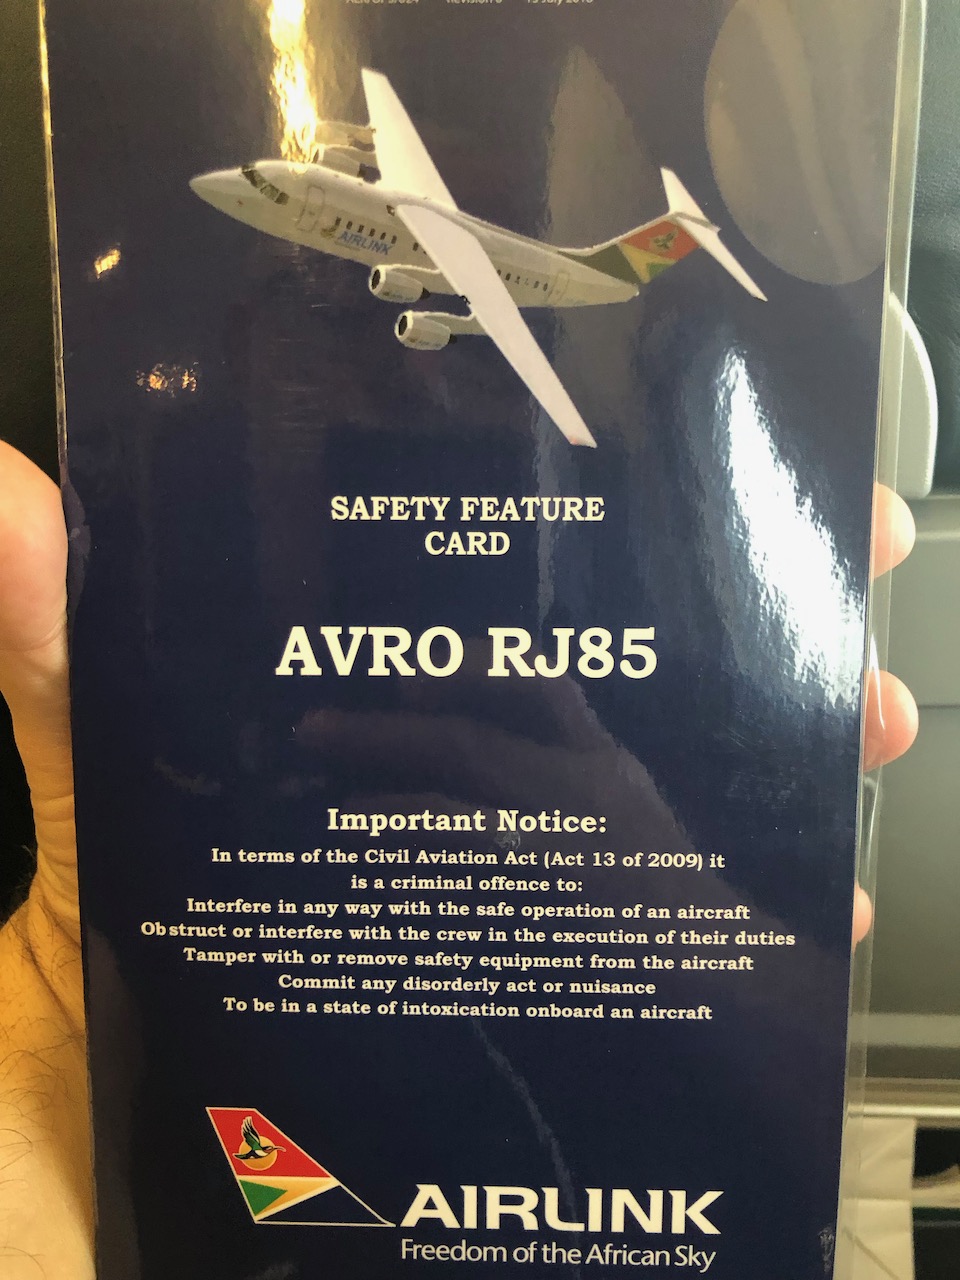 Revision 6
SAFETY FEATURE
CARD
AVRO RJ85
Important Notice:
In terms of the Civil Aviation Act (Act 13 of 2009) it
is a criminal offence to:
Interfere in any way with the safe operation of an aircraft
Obstruct or interfere with the crew in the execution of their duties
Tamper with or remove safety equipment from the aircraft
Commit any disorderly act or nuisance
To be in a state of intoxication onboard an aircraft
AIRLINK
AIRLINK
Freedom of the African Sky